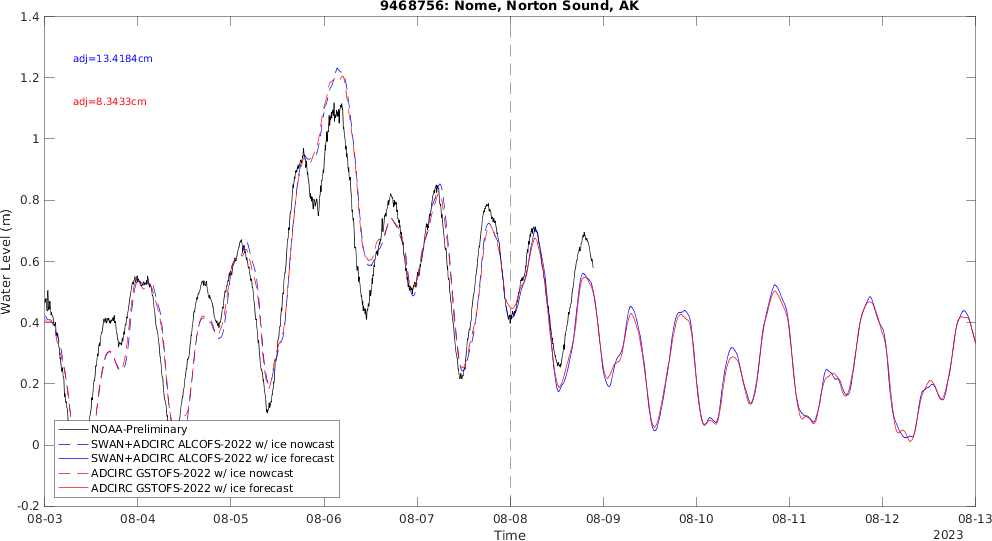 9468756: Nome, Norton Sound, AK
1.4
adj=13.4184cm
1.2
adj=8.3433cm
1
0.8
0.6
Water Level (m)
0.4
0.2
0
-0.2
NOAA-Preliminary
SWAN+ADCIRC ALCOFS-2022 w/ ice nowcast
SWAN+ADCIRC ALCOFS-2022 w/ ice forecast
ADCIRC GSTOFS-2022 w/ ice nowcast
ADCIRC GSTOFS-2022 w/ ice forecast
08-03 08-04 08-05 08-06 08-07 08-08 08-09 08-10 08-11 08-12 08-13
Time 2023